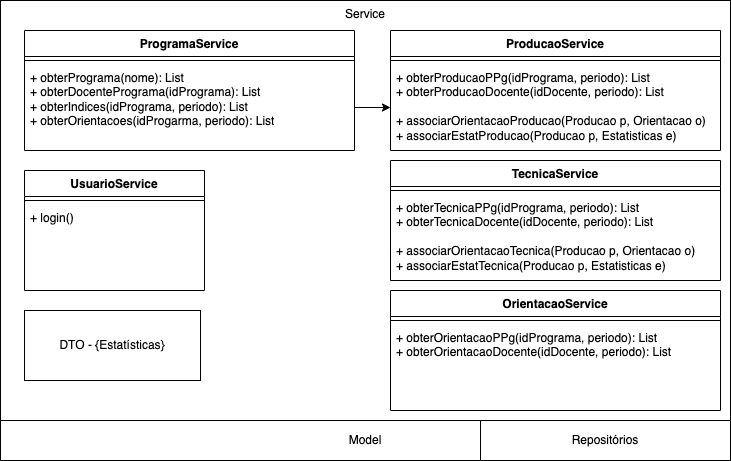 Service
ProgramaService
+ obterPrograma(nome): List
+ obterDocentePrograma(idPrograma): List
+ obterIndices(idPrograma, periodo): List
+ obterOrientacoes(idProgarma, periodo): List
ProducaoService
+ obterProducaoPPg(idPrograma, periodo): List
+ obterProducaoDocente(idDocente, periodo): List
+ associarOrientacaoProducao(Producao p, Orientacao o)
+ associarEstatProducao(Producao p, Estatisticas e)
UsuarioService
+ login()
TecnicaService
+ obterTecnicaPPg(idPrograma, periodo): List
+ obterTecnicaDocente(idDocente, periodo): List
+ associarOrientacaoTecnica(Producao p, Orientacao o)
+ associarEstatTecnica(Producao p, Estatisticas e)
DTO - {Estatísticas}
OrientacaoService
+ obterOrientacaoPPg(idPrograma, periodo): List
+ obterOrientacaoDocente(idDocente, periodo): List
Model
Repositórios